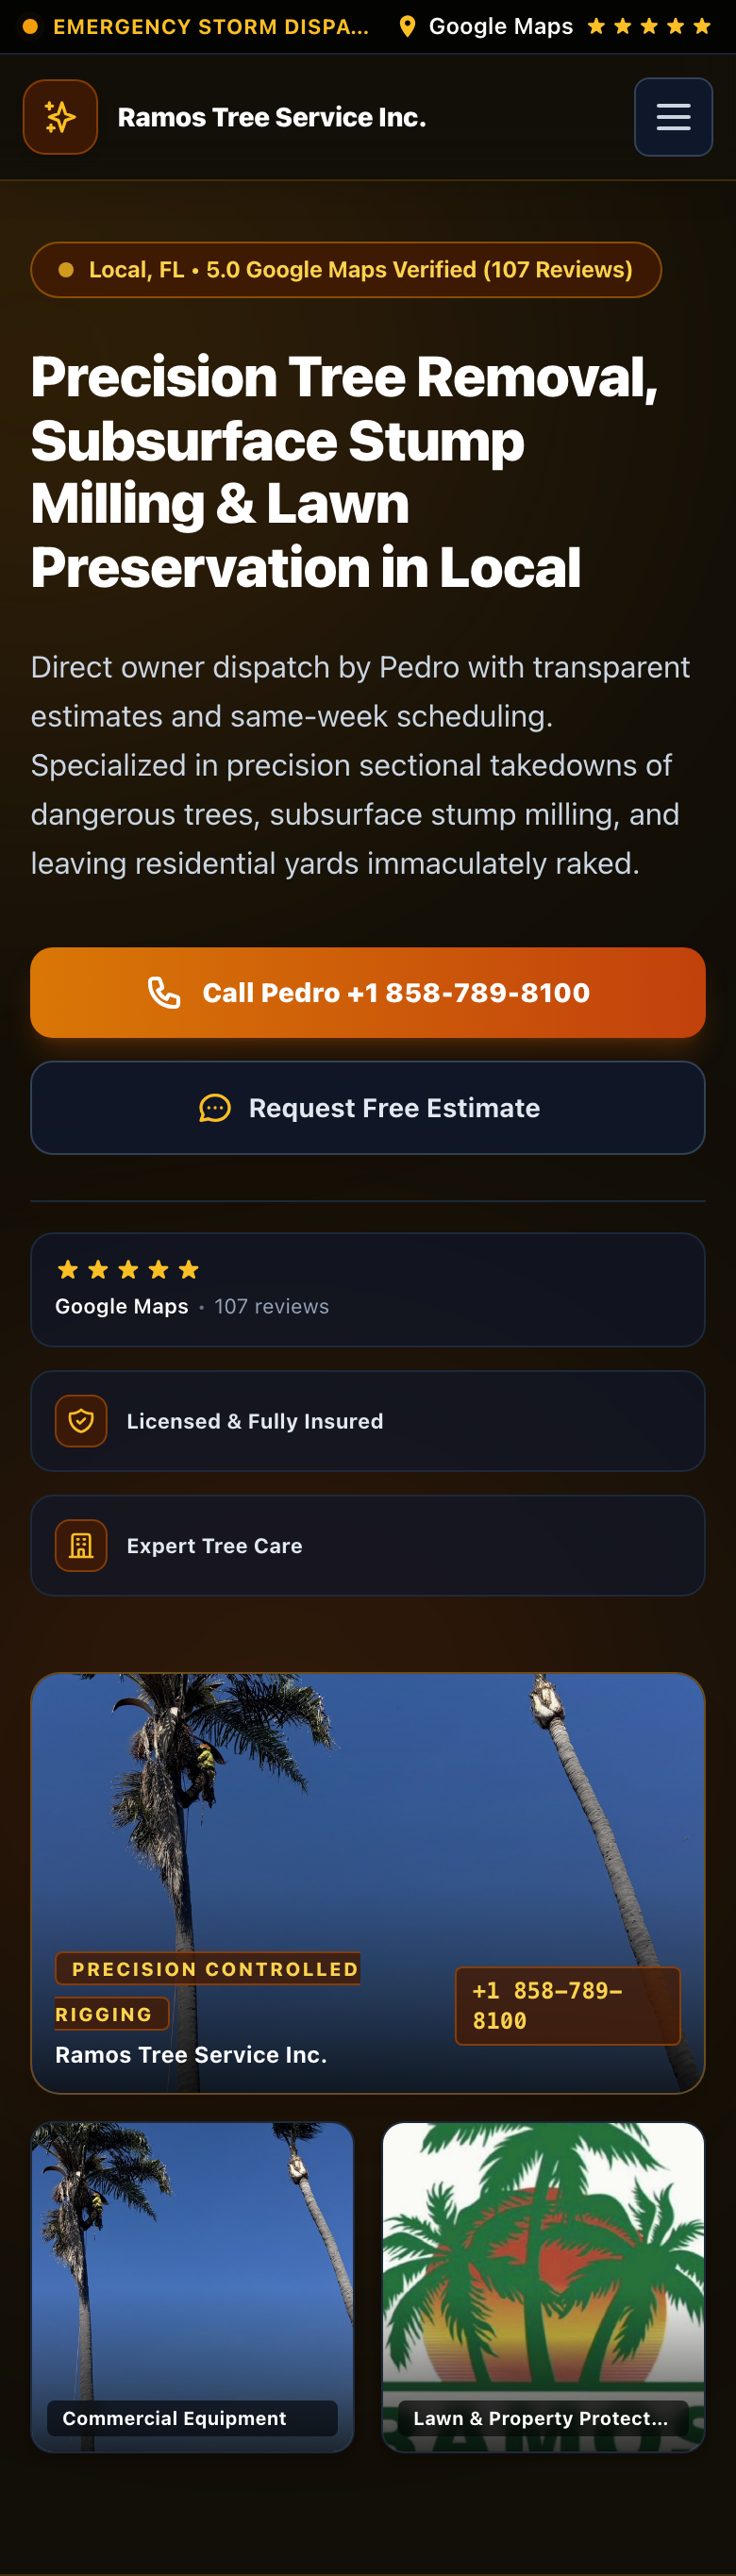 EMERGENCY STORM DISPA...
Google Maps
Ramos Tree Service Inc.
Local, FL • 5.0 Google Maps Verified (107 Reviews)
Precision Tree Removal,
Subsurface Stump
Milling & Lawn
Preservation in Local
Direct owner dispatch by Pedro with transparent
estimates and same-week scheduling.
Specialized in precision sectional takedowns of
dangerous trees, subsurface stump milling, and
leaving residential yards immaculately raked.
Call Pedro +1 858-789-8100
Request Free Estimate
Google Maps • 107 reviews
Licensed & Fully Insured
Expert Tree Care
PRECISION CONTROLLED
RIGGING
Ramos Tree Service Inc.
+1 858-789-
8100
Commercial Equipment
Lawn & Property Protect...